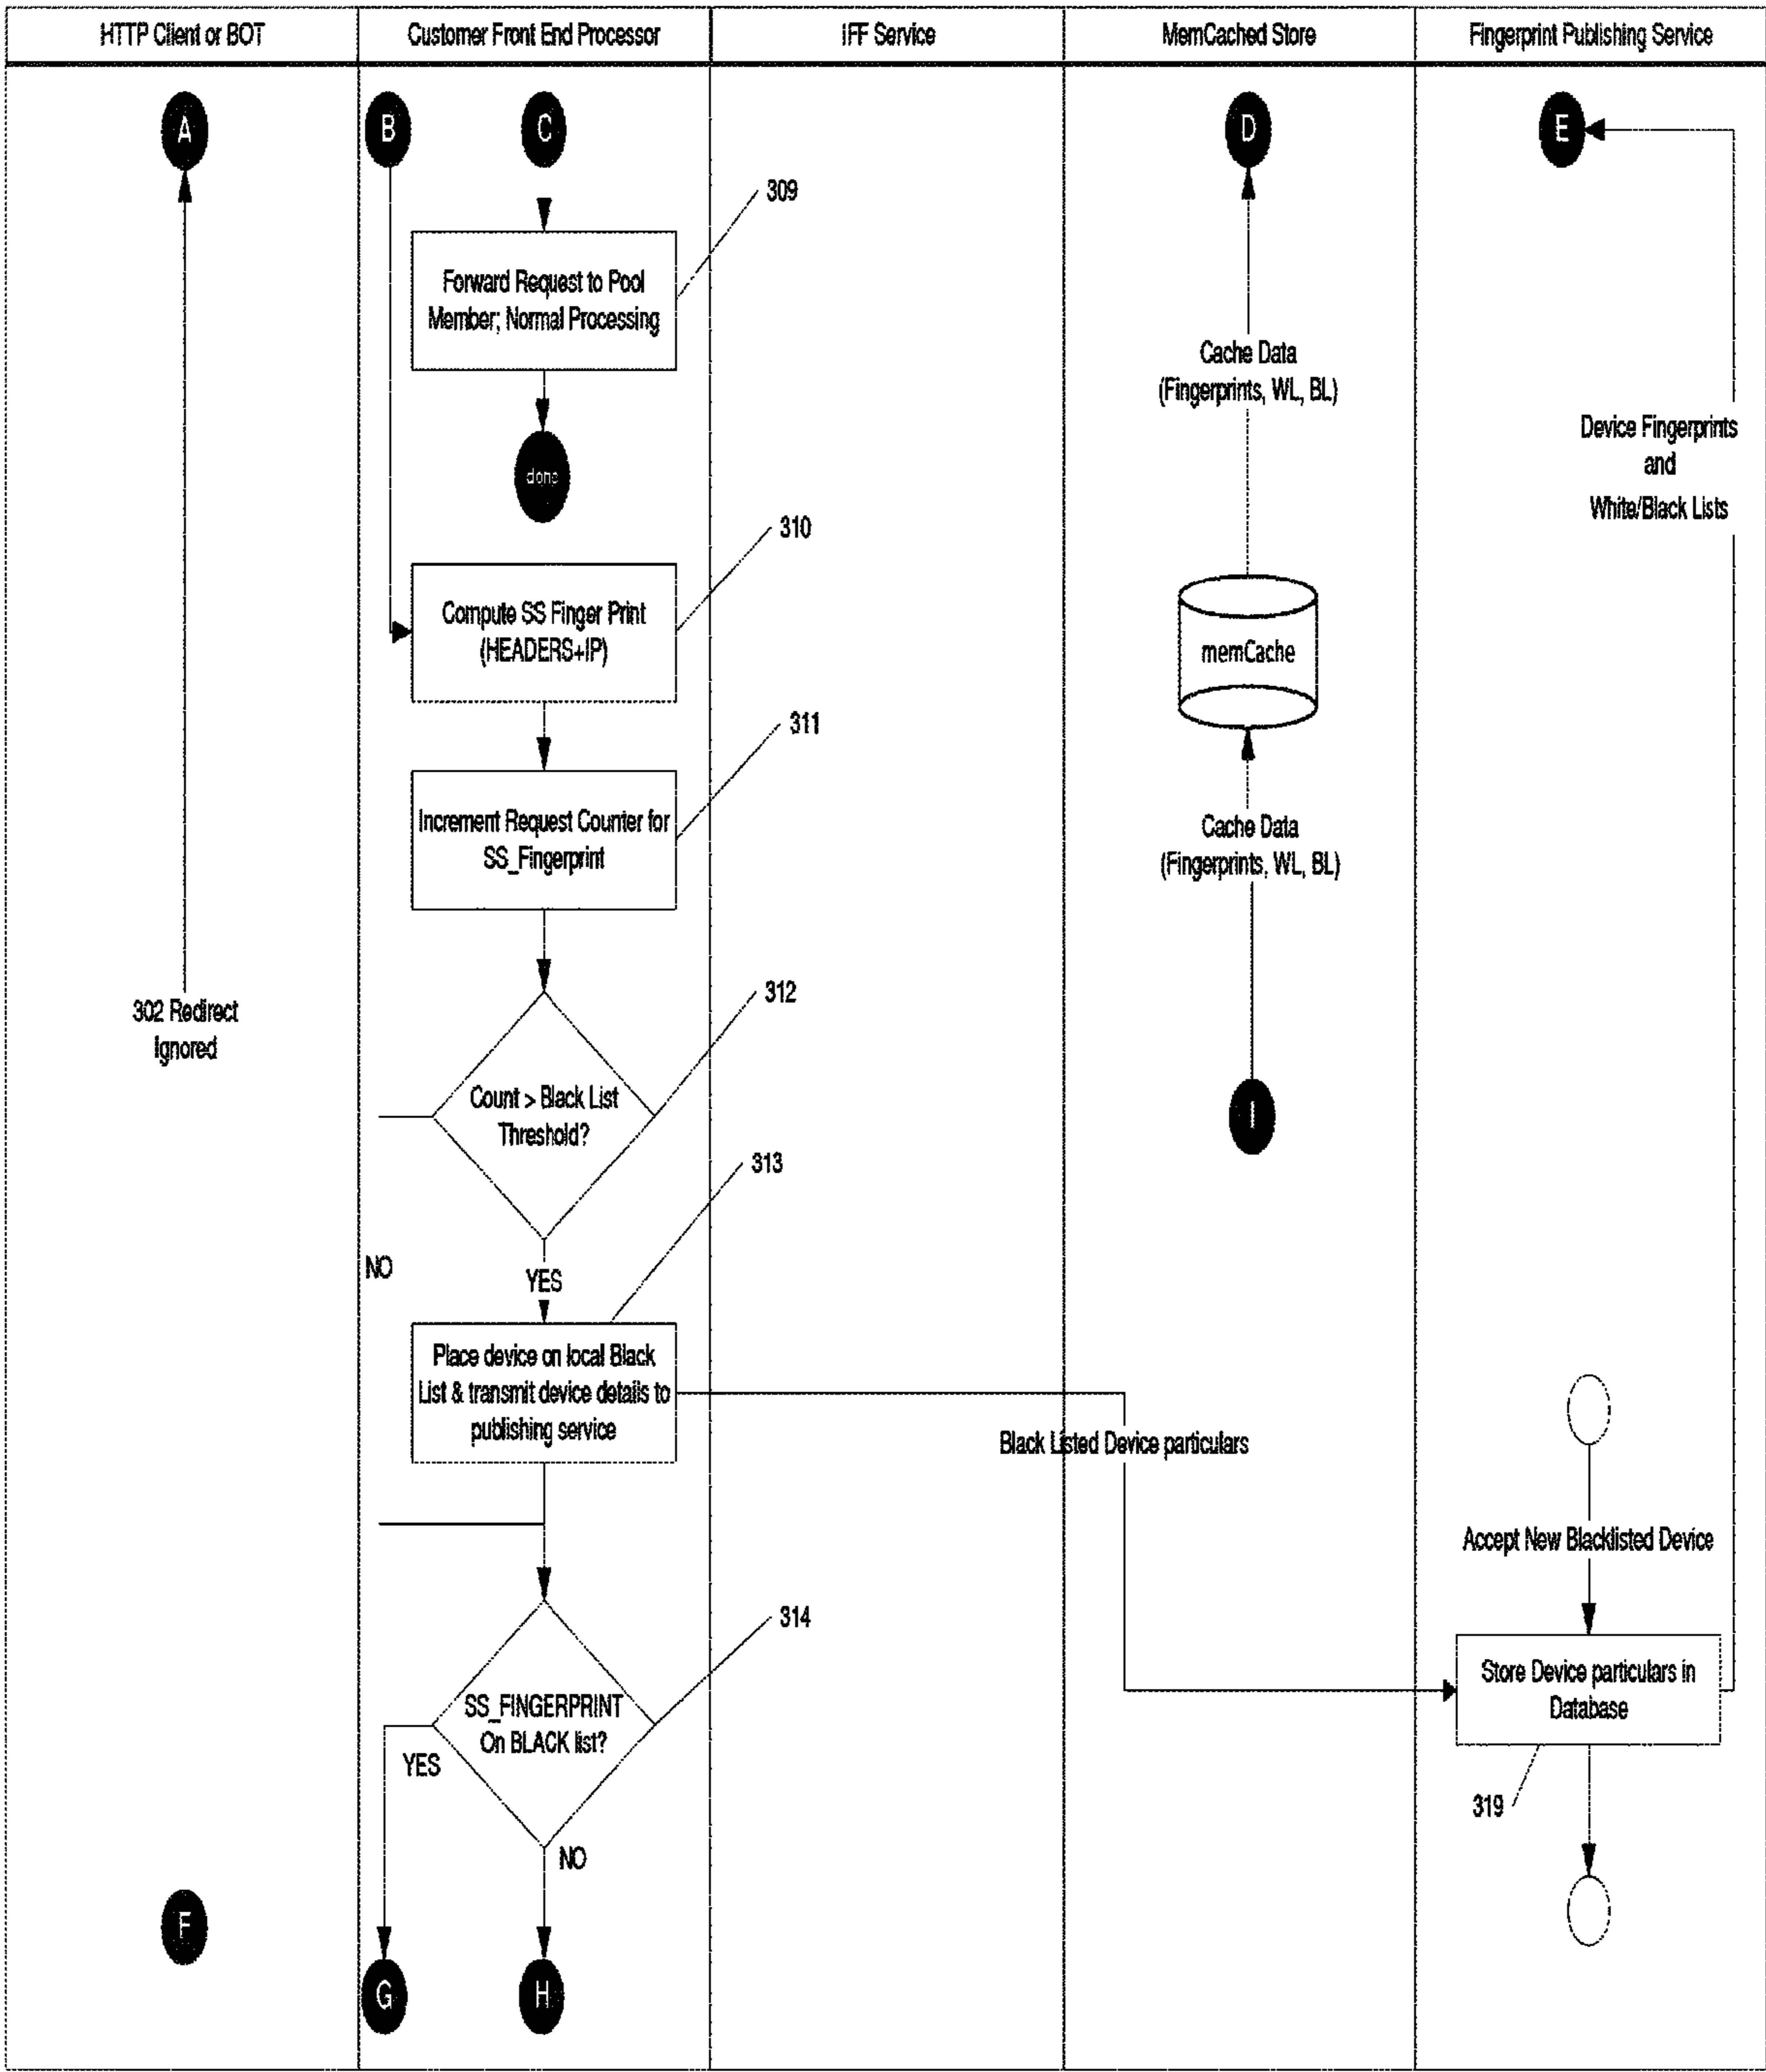 HTTP Client or BOT
Customer Front End Processor
IFF Service
MemCached Store
Fingerprint Publishing Service
A
B
C
D
E
309
Forward Request to Pool
Member; Normal Processing
done
310
Compute SS Finger Print
(HEADERS+IP)
311
Increment Request Counter for
SS_Fingerprint
312
Count > Black List
Threshold?
NO
YES
313
Place device on local Black
List & transmit device details to
publishing service
Black Listed Device particulars
314
SS_FINGERPRINT
On BLACK list?
YES
NO
G
H
302 Redirect
Ignored
F
Cache Data
(Fingerprints, WL, BL)
memCache
Cache Data
(Fingerprints, WL, BL)
I
Device Fingerprints
and
White/Black Lists
Accept New Blacklisted Device
Store Device particulars in
Database
319